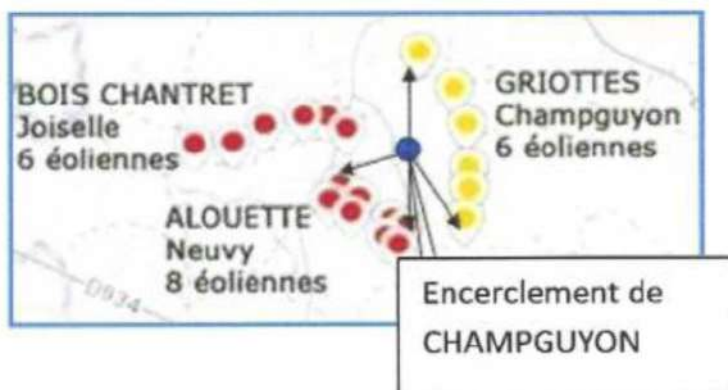 BOIS CHANTRET
Joiselle
6 éoliennes
GRIOTTES
Champguyon
6 éoliennes
ALOUETTE
Neuvy
8 éoliennes
D934
Encerclement de
CHAMPGUYON